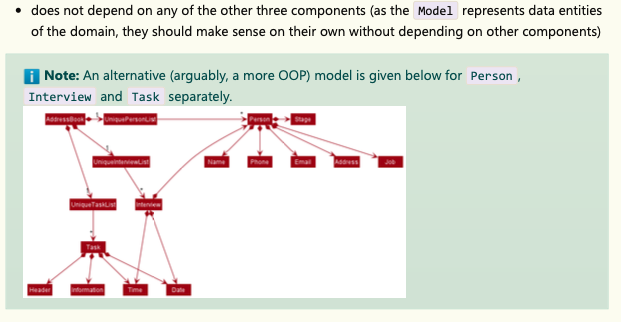 • does not depend on any of the other three components (as the Model represents data entities
of the domain, they should make sense on their own without depending on other components)
i Note: An alternative (arguably, a more OOP) model is given below for Person ,
Interview and Task separately.
AddressBook 1 UniquePersonList * Person Stage
UniqueInterviewList Name Phone Email Address Job
UniqueTaskList Interview
Task
Header Information Time Date